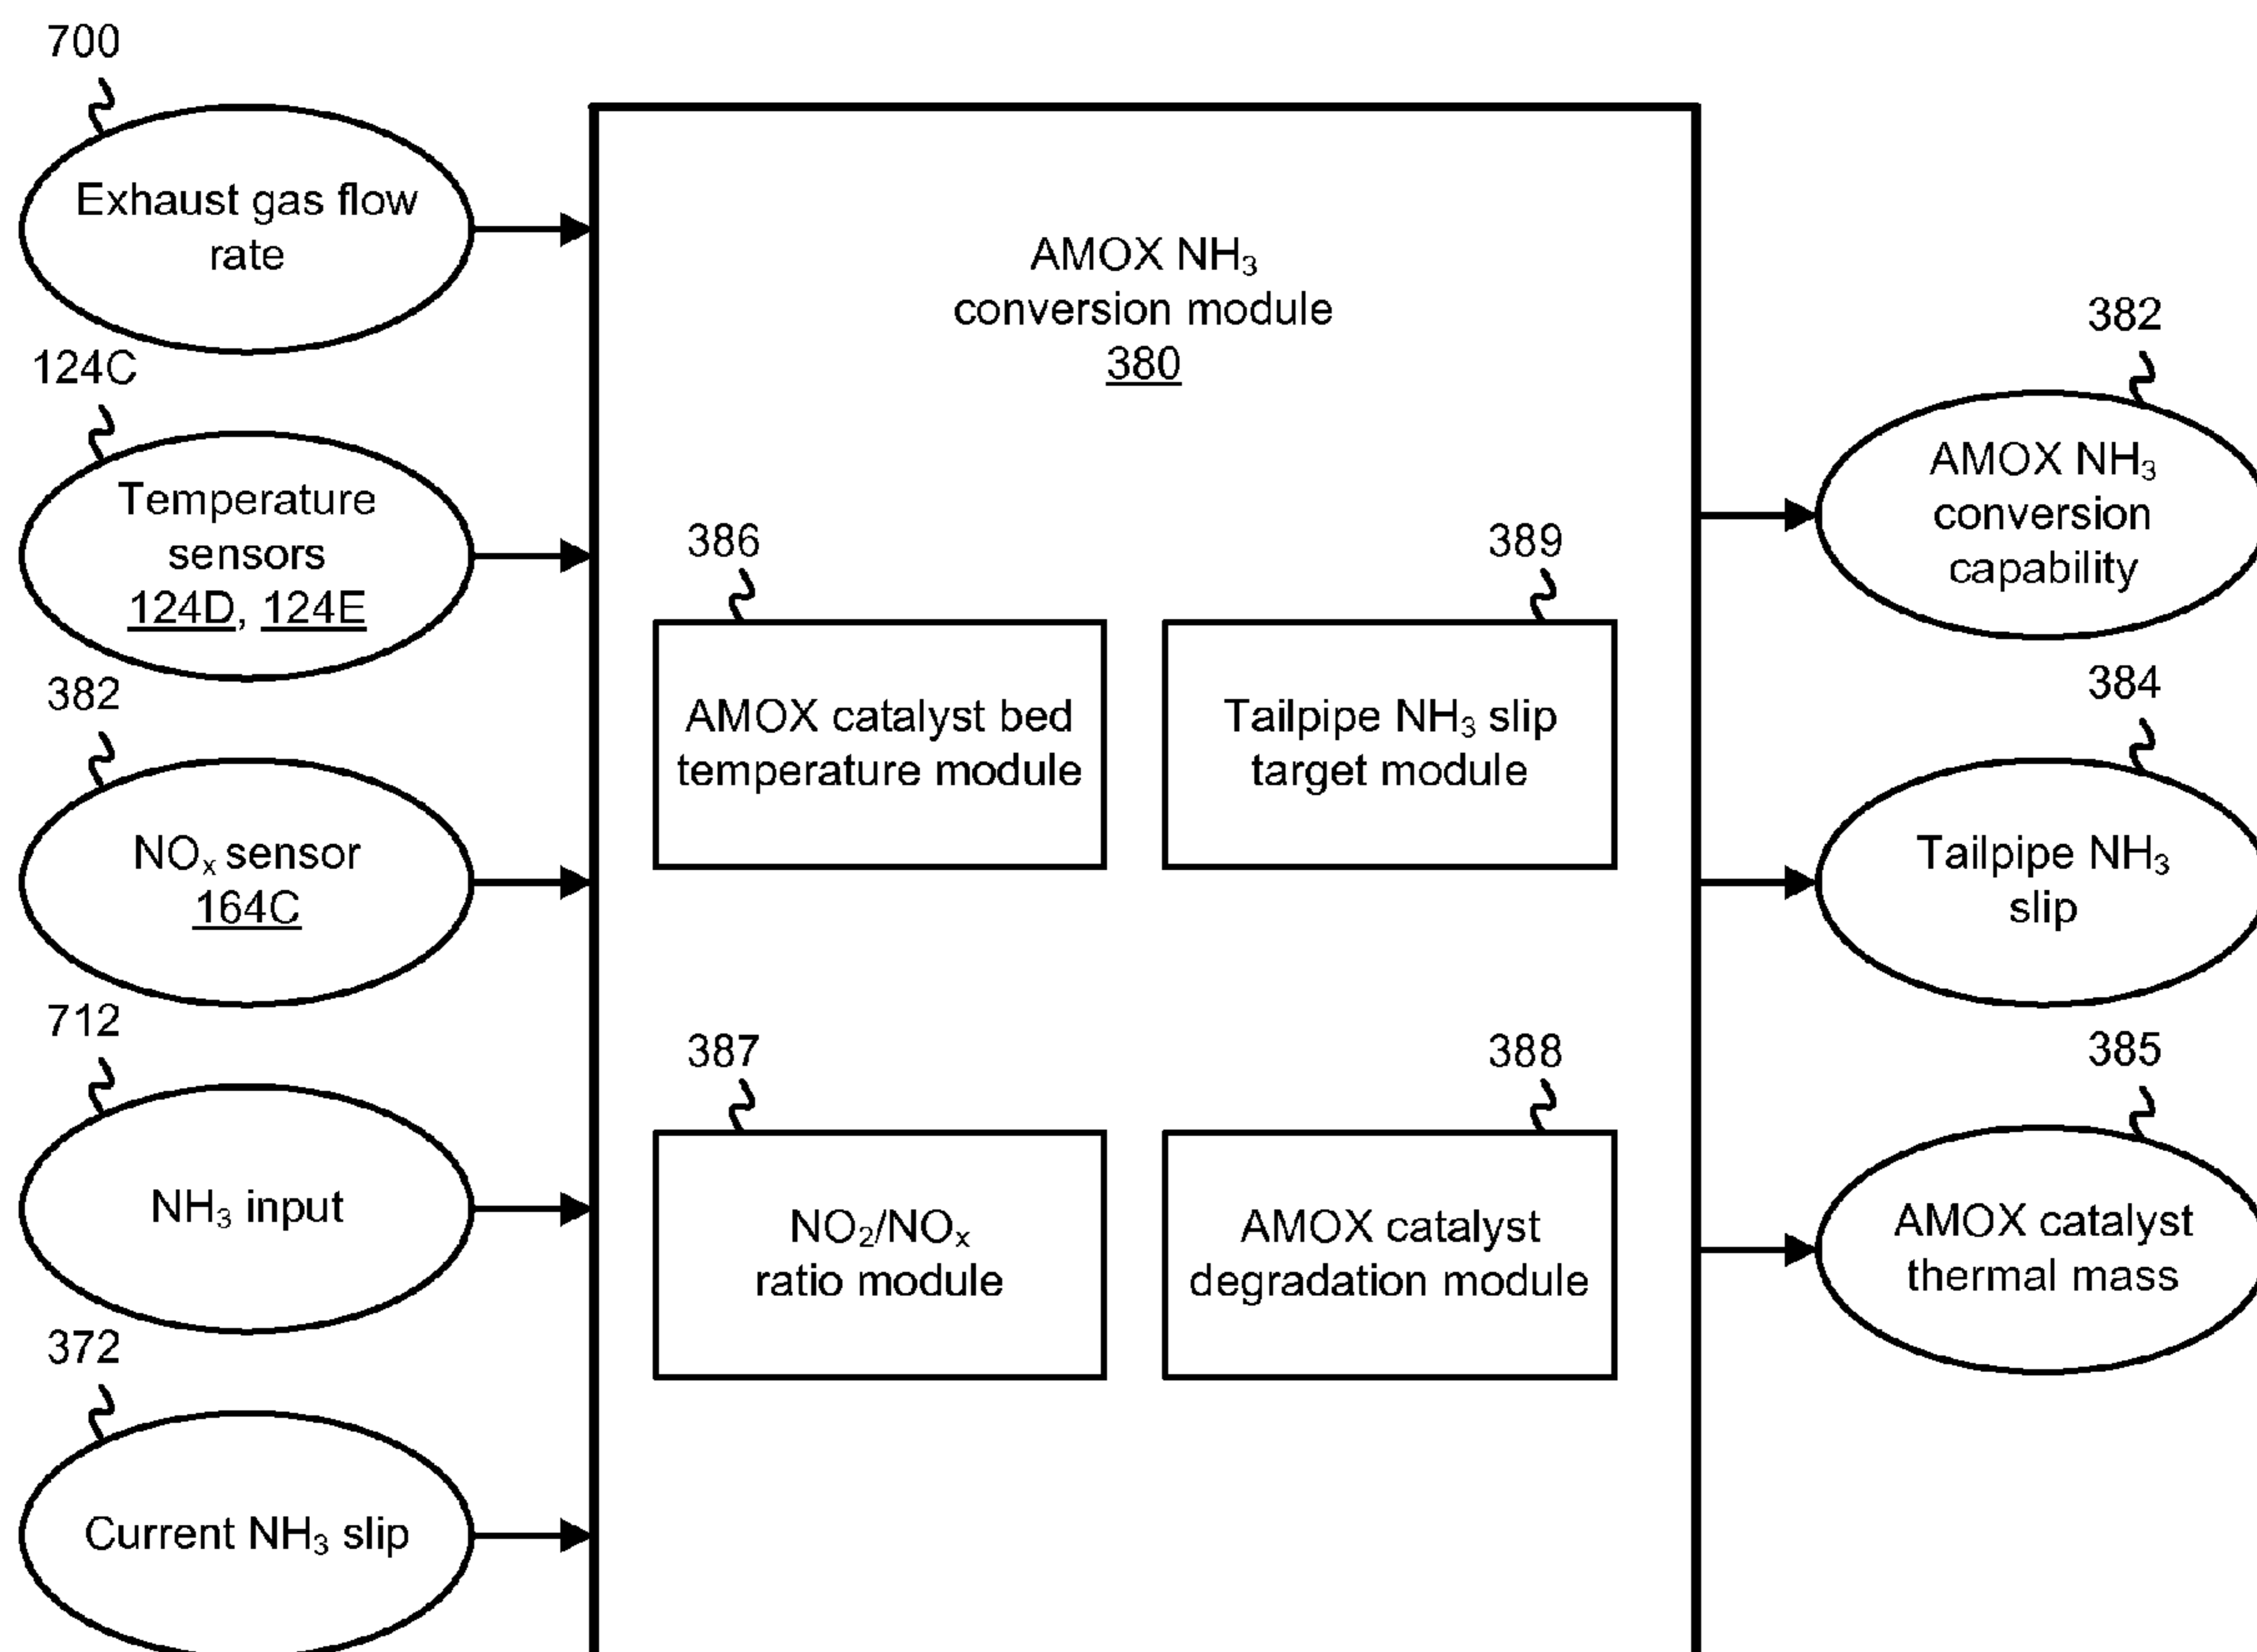 700
Exhaust gas flow
rate
124C
Temperature
sensors
124D, 124E
382
NOx sensor
164C
712
NH3 input
372
Current NH3 slip
AMOX NH3
conversion module
380
386
AMOX catalyst bed
temperature module
389
Tailpipe NH3 slip
target module
387
NO2/NOx
ratio module
388
AMOX catalyst
degradation module
382
AMOX NH3
conversion
capability
384
Tailpipe NH3
slip
385
AMOX catalyst
thermal mass